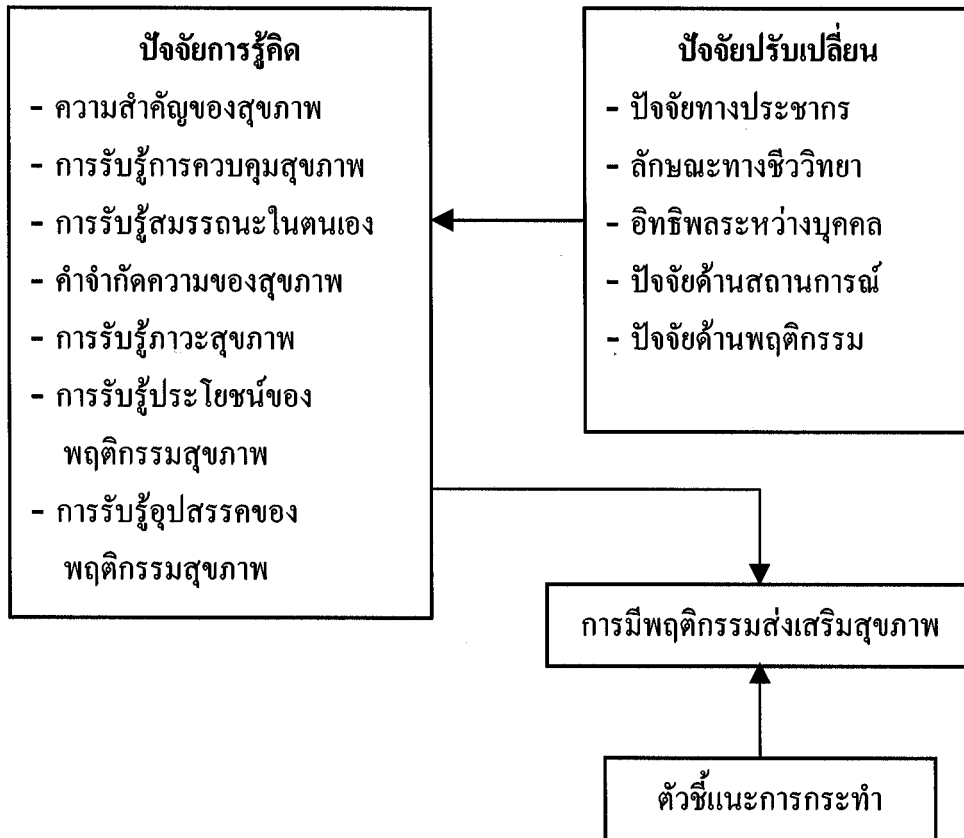 ปัจจัยการรู้คิด
- ความสำคัญของสุขภาพ
- การรับรู้การควบคุมสุขภาพ
- การรับรู้สมรรถนะในตนเอง
- คำจำกัดความของสุขภาพ
- การรับรู้ภาวะสุขภาพ
- การรับรู้ประโยชน์ของ
พฤติกรรมสุขภาพ
- การรับรู้อุปสรรคของ
พฤติกรรมสุขภาพ
ปัจจัยปรับเปลี่ยน
- ปัจจัยทางประชากร
- ลักษณะทางชีววิทยา
- อิทธิพลระหว่างบุคคล
- ปัจจัยด้านสถานการณ์
- ปัจจัยด้านพฤติกรรม
การมีพฤติกรรมส่งเสริมสุขภาพ
ตัวชี้แนะการกระทำ